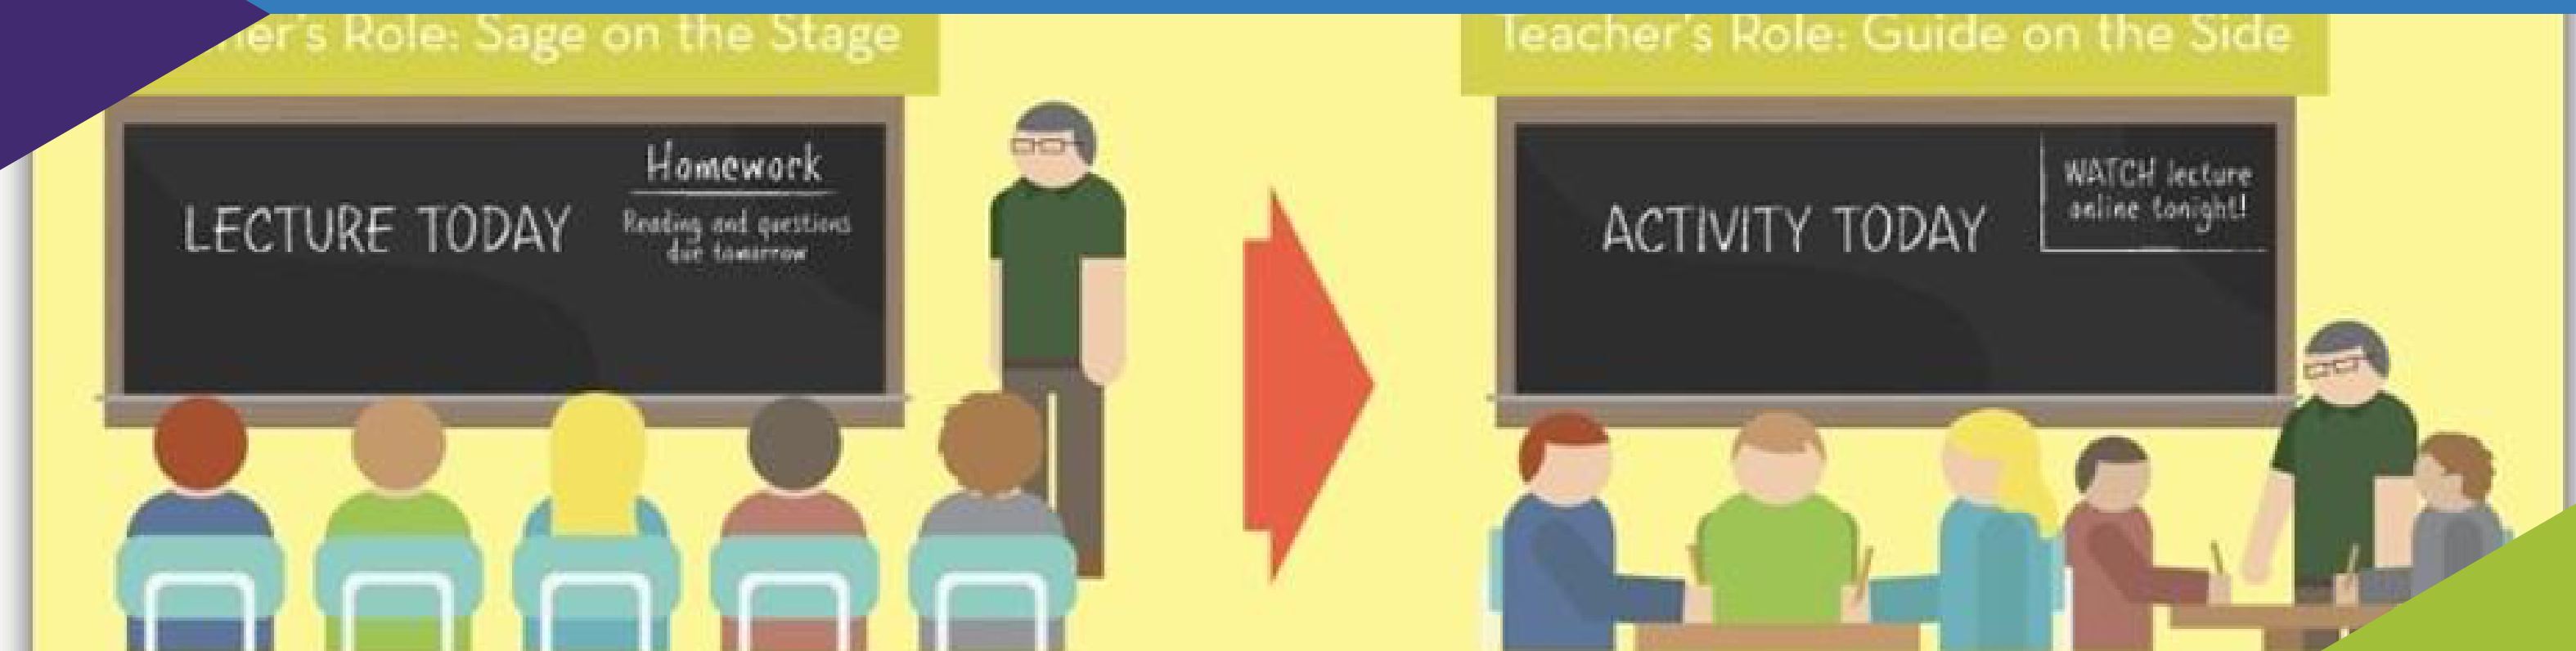 her's Role: Sage on the Stage
LECTURE TODAY
Homework
Reading and questions
due tomorrow
Teacher's Role: Guide on the Side
ACTIVITY TODAY
WATCH lecture
online tonight!